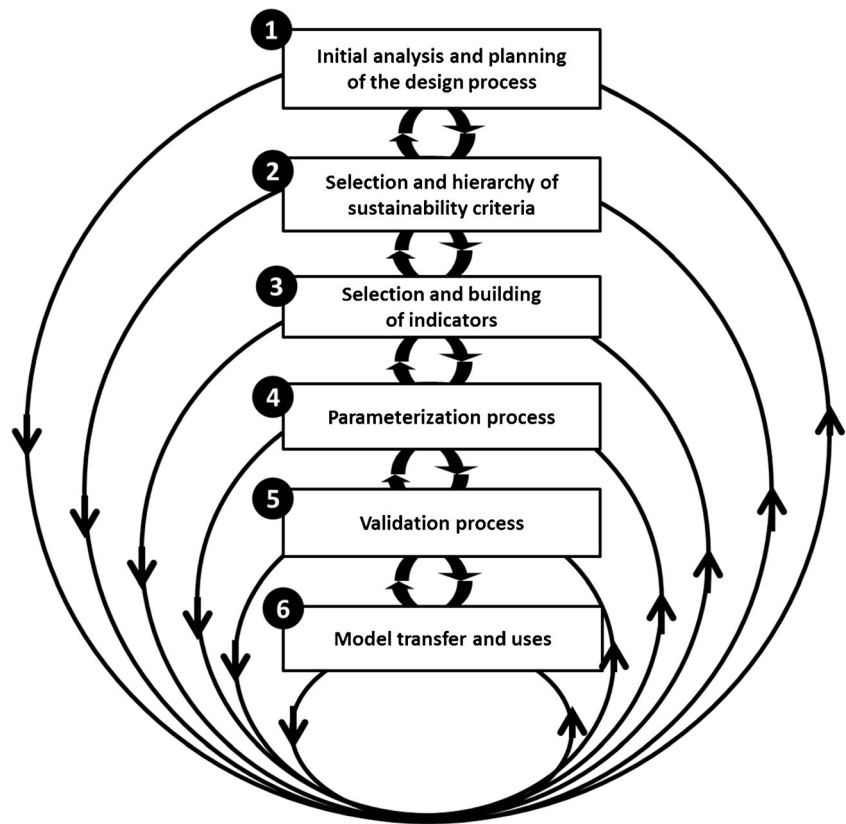 1
Initial analysis and planning
of the design process
2
Selection and hierarchy of
sustainability criteria
3
Selection and building
of indicators
4
Parameterization process
5
Validation process
6
Model transfer and uses